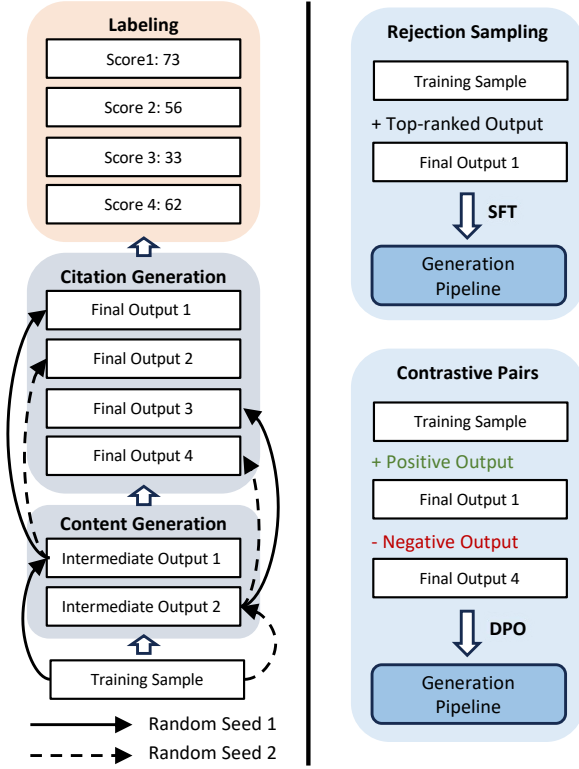 Labeling
Score1: 73
Score 2: 56
Score 3: 33
Score 4: 62
Citation Generation
Final Output 1
Final Output 2
Final Output 3
Final Output 4
Content Generation
Intermediate Output 1
Intermediate Output 2
Training Sample
Random Seed 1
Random Seed 2
Rejection Sampling
Training Sample
+ Top-ranked Output
Final Output 1
SFT
Generation
Pipeline
Contrastive Pairs
Training Sample
+ Positive Output
Final Output 1
- Negative Output
Final Output 4
DPO
Generation
Pipeline